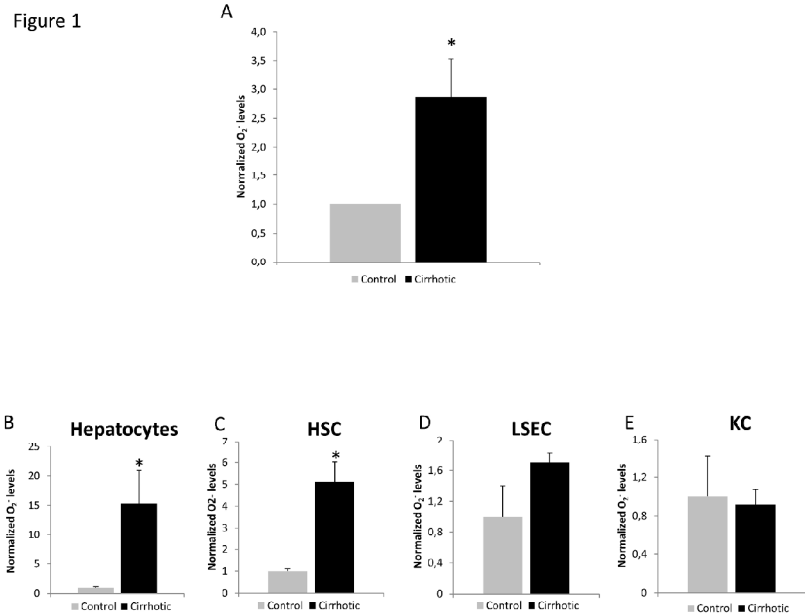 Figure 1
A
*
Normalized O₂⁻ levels
4,0
3,5
3,0
2,5
2,0
1,5
1,0
0,5
0,0
Control Cirrhotic
B
Hepatocytes
*
Normalized O₂⁻ levels
25
20
15
10
5
0
Control Cirrhotic
C
HSC
*
Normalized O2- levels
7
6
5
4
3
2
1
0
Control Cirrhotic
D
LSEC
Normalized O₂⁻ levels
2
1,6
1,2
0,8
0,4
0
Control Cirrhotic
E
KC
Normalized O₂⁻ levels
1,6
1,2
0,8
0,4
0
Control Cirrhotic